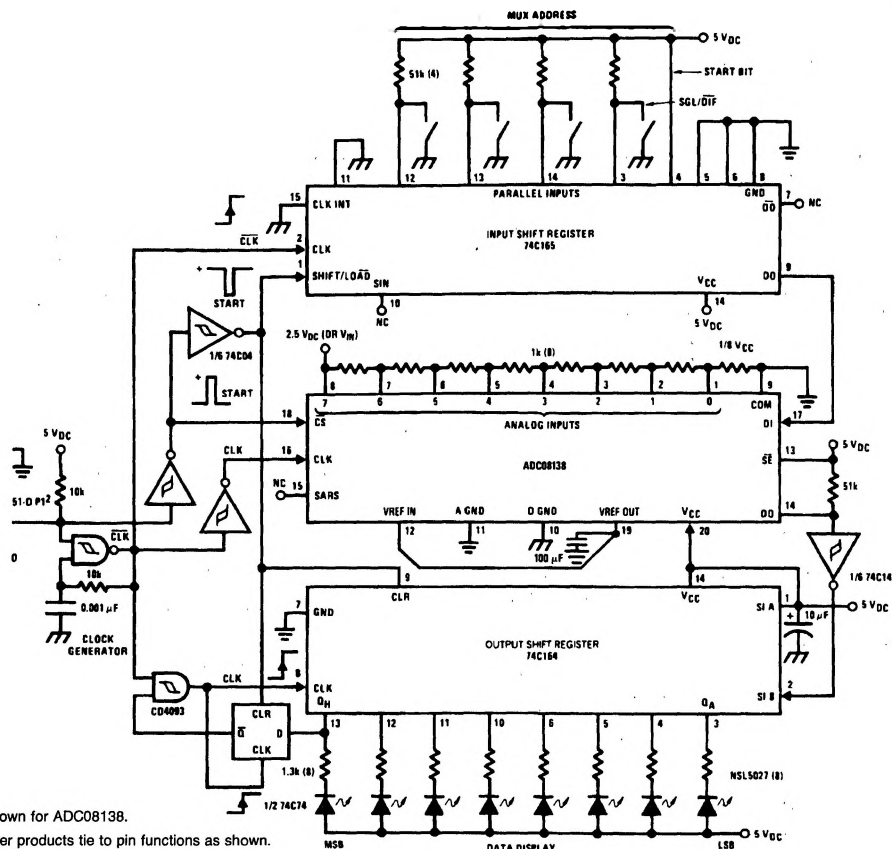 MUX ADDRESS
5 VDC
51k (4)
START BIT
SGL/DIF
11
12
13
14
3
4
5
6
8
15
CLK INT
PARALLEL INPUTS
GND
7
NC
INPUT SHIFT REGISTER
74C165
CLK
2
CLK
1
SHIFT/LOAD
SIN
VCC
DO
9
START
10
NC
14
5 VDC
2.5 VDC (OR VIN)
1k (8)
1/8 VCC
1/6 74C04
START
8
7
6
5
4
3
2
1
9
7
6
5
4
3
2
1
0
COM
18
CS
ANALOG INPUTS
DI
17
5 VDC
CLK
16
CLK
ADC08138
SE
13
5 VDC
10k
NC
15
SARS
51k
51-D P1²
VREF IN
A GND
D GND
VREF OUT
VCC
DO
14
CLK
12
11
10
19
20
0
100 µF
1/6 74C14
10k
9
CLR
14
VCC
0.001 µF
7
GND
SI A
1
5 VDC
10 µF
CLOCK
GENERATOR
OUTPUT SHIFT REGISTER
74C164
CLK
8
CLK
SI B
2
CD4093
QH
QA
CLR
Q
D
CLK
13
12
11
10
6
5
4
3
1.3k (8)
NSL5027 (8)
1/2 74C74
own for ADC08138.
5 VDC
er products tie to pin functions as shown.
MSB
DATA DISPLAY
LSB